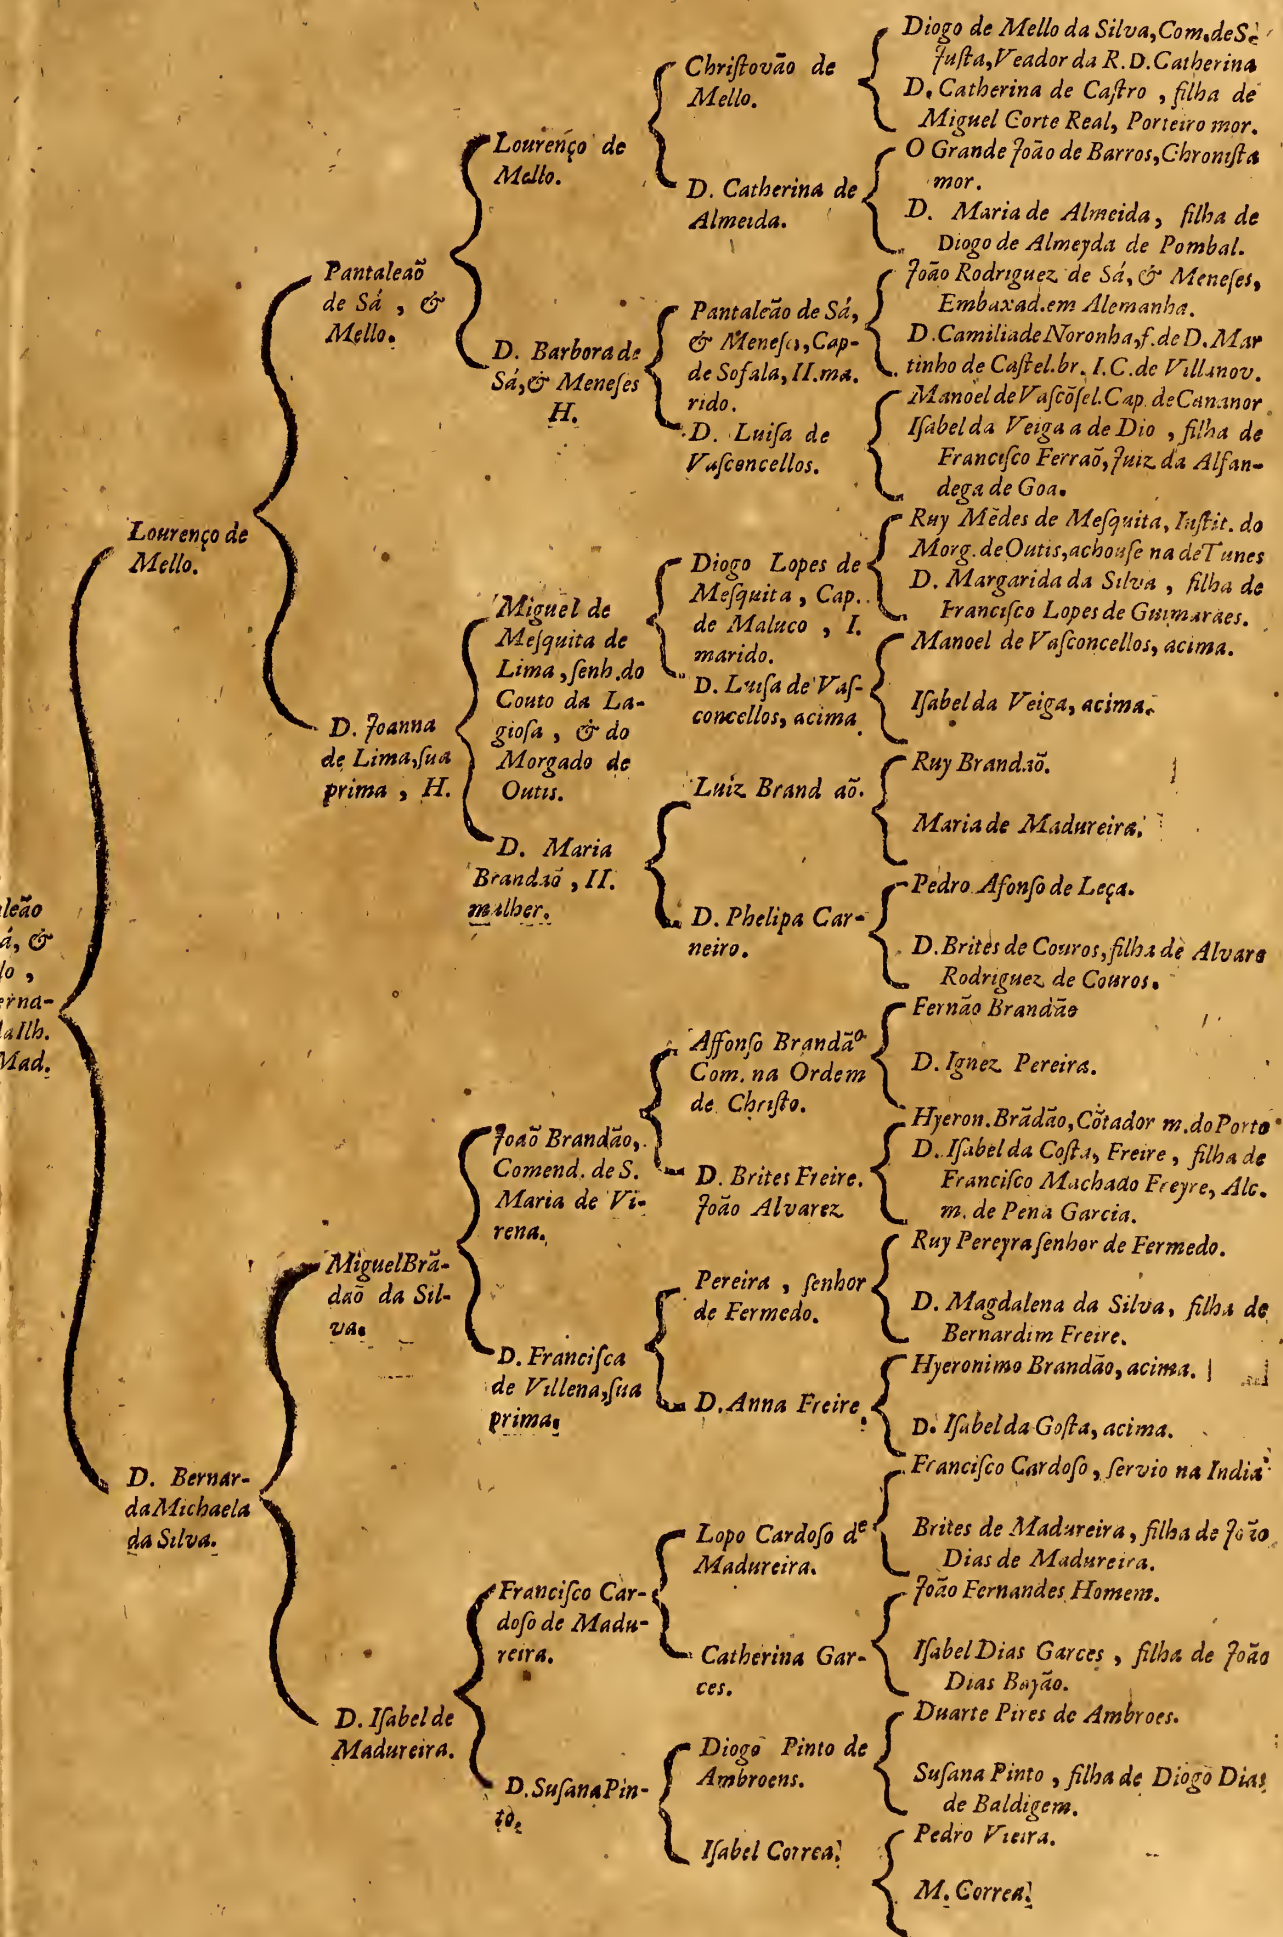 leão
á, &
lo ,
erna-
la Ilh.
Mad.
Lourenço de
Mello.
D. Bernar-
da Michaela
da Silva.
Pantaleaõ
de Sá , &
Mello.
D. Joanna
de Lima, ſua
prima , H.
Miguel Brã-
daõ da Sil-
va.
D. Iſabel de
Madureira.
Lourenço de
Mello.
D. Barbora de
Sá, & Meneſes
H.
Miguel de
Meſquita de
Lima , ſenh. do
Couto da La-
gioſa , & do
Morgado de
Outis.
D. Maria
Brandaõ , II.
mulher.
Joaõ Brandão,
Comend. de S.
Maria de Vi-
rena.
D. Franciſca
de Villena, ſua
prima.
Franciſco Car-
doſo de Madu-
reira.
D. Suſana Pin-
to.
Chriſtovão de
Mello.
D. Catherina de
Almeida.
Pantaleão de Sá,
& Meneſes, Cap-
de Sofala, II. ma.
rido.
D. Luiſa de
Vaſconcellos.
Diogo Lopes de
Meſquita , Cap.
de Maluco , I.
marido.
D. Luiſa de Vaſ-
concellos, acima
Luiz Brand aõ.
D. Phelipa Car-
neiro.
Affonſo Brandão
Com. na Ordem
de Chriſto.
D. Brites Freire.
João Alvarez
Pereira , ſenhor
de Fermedo.
D. Anna Freire.
Lopo Cardoſo de
Madureira.
Catherina Gar-
ces.
Diogo Pinto de
Ambroens.
Iſabel Correa.
Diogo de Mello da Silva, Com. de S.
Juſta, Veador da R. D. Catherina
D. Catherina de Caſtro , filha de
Miguel Corte Real, Porteiro mor.
O Grande João de Barros, Chroniſta
mor.
D. Maria de Almeida , filha de
Diogo de Almeyda de Pombal.
João Rodriguez de Sá, & Meneſes,
Embaxad. em Alemanha.
D. Camilia de Noronha, f. de D. Mar
tinho de Caſtel. br. I. C. de Villanov.
Manoel de Vaſcõſel. Cap. de Cananor
Iſabel da Veiga a de Dio , filha de
Franciſco Ferraõ, Juiz da Alfan-
dega de Goa.
Ruy Mẽdes de Meſquita, Inſtit. do
Morg. de Outis, achouſe na de Tunes
D. Margarida da Silva , filha de
Franciſco Lopes de Guimaraes.
Manoel de Vaſconcellos, acima.
Iſabel da Veiga, acima.
Ruy Brandaõ.
Maria de Madureira.
Pedro Afonſo de Leça.
D. Brites de Couros, filha de Alvaro
Rodriguez de Couros.
Fernão Brandão
D. Ignez Pereira.
Hyeron. Brãdão, Cõtador m. do Porto
D. Iſabel da Coſta, Freire , filha de
Franciſco Machado Freyre, Alc.
m. de Pena Garcia.
Ruy Pereyra ſenhor de Fermedo.
D. Magdalena da Silva, filha de
Bernardim Freire.
Hyeronimo Brandão, acima.
D. Iſabel da Goſta, acima.
Franciſco Cardoſo , ſervio na India
Brites de Madureira , filha de João
Dias de Madureira.
João Fernandes Homem.
Iſabel Dias Garces , filha de João
Dias Bayão.
Duarte Pires de Ambroes.
Suſana Pinto , filha de Diogo Dias
de Baldigem.
Pedro Vieira.
M. Correa.